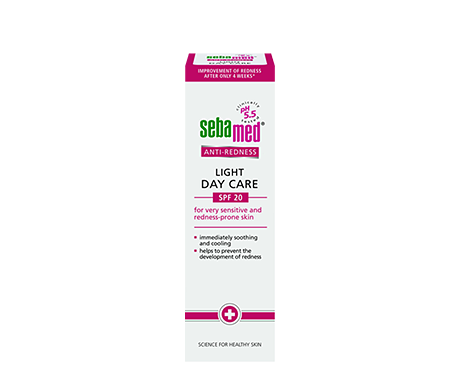 IMPROVEMENT OF REDNESS
AFTER ONLY 4 WEEKS*
clinically
pH
5.5
tested
sebamed®
ANTI-REDNESS
LIGHT
DAY CARE
SPF 20
for very sensitive and
redness-prone skin
• immediately soothing
and cooling
• helps to prevent the
development of redness
SCIENCE FOR HEALTHY SKIN